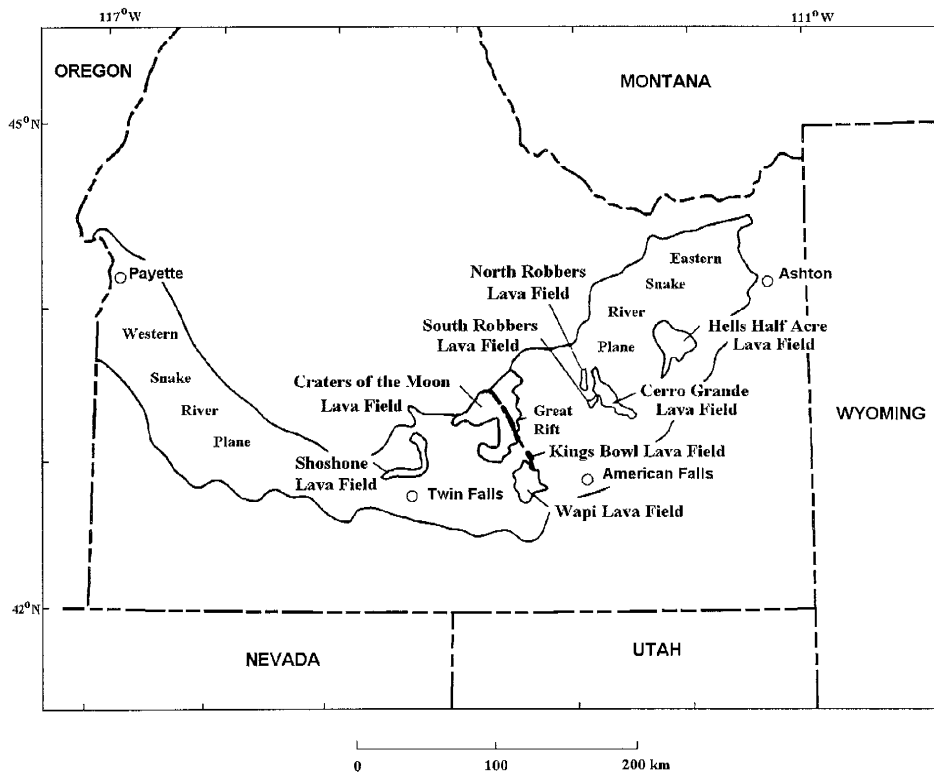 117°W
111°W
OREGON
MONTANA
45°N
Eastern
Snake
River
Plane
North Robbers
Lava Field
Ashton
Payette
South Robbers
Lava Field
Hells Half Acre
Lava Field
Western
Snake
River
Plane
Craters of the Moon
Lava Field
Great
Rift
Cerro Grande
Lava Field
WYOMING
Kings Bowl Lava Field
Shoshone
Lava Field
American Falls
Twin Falls
Wapi Lava Field
42°N
NEVADA
UTAH
0
100
200 km